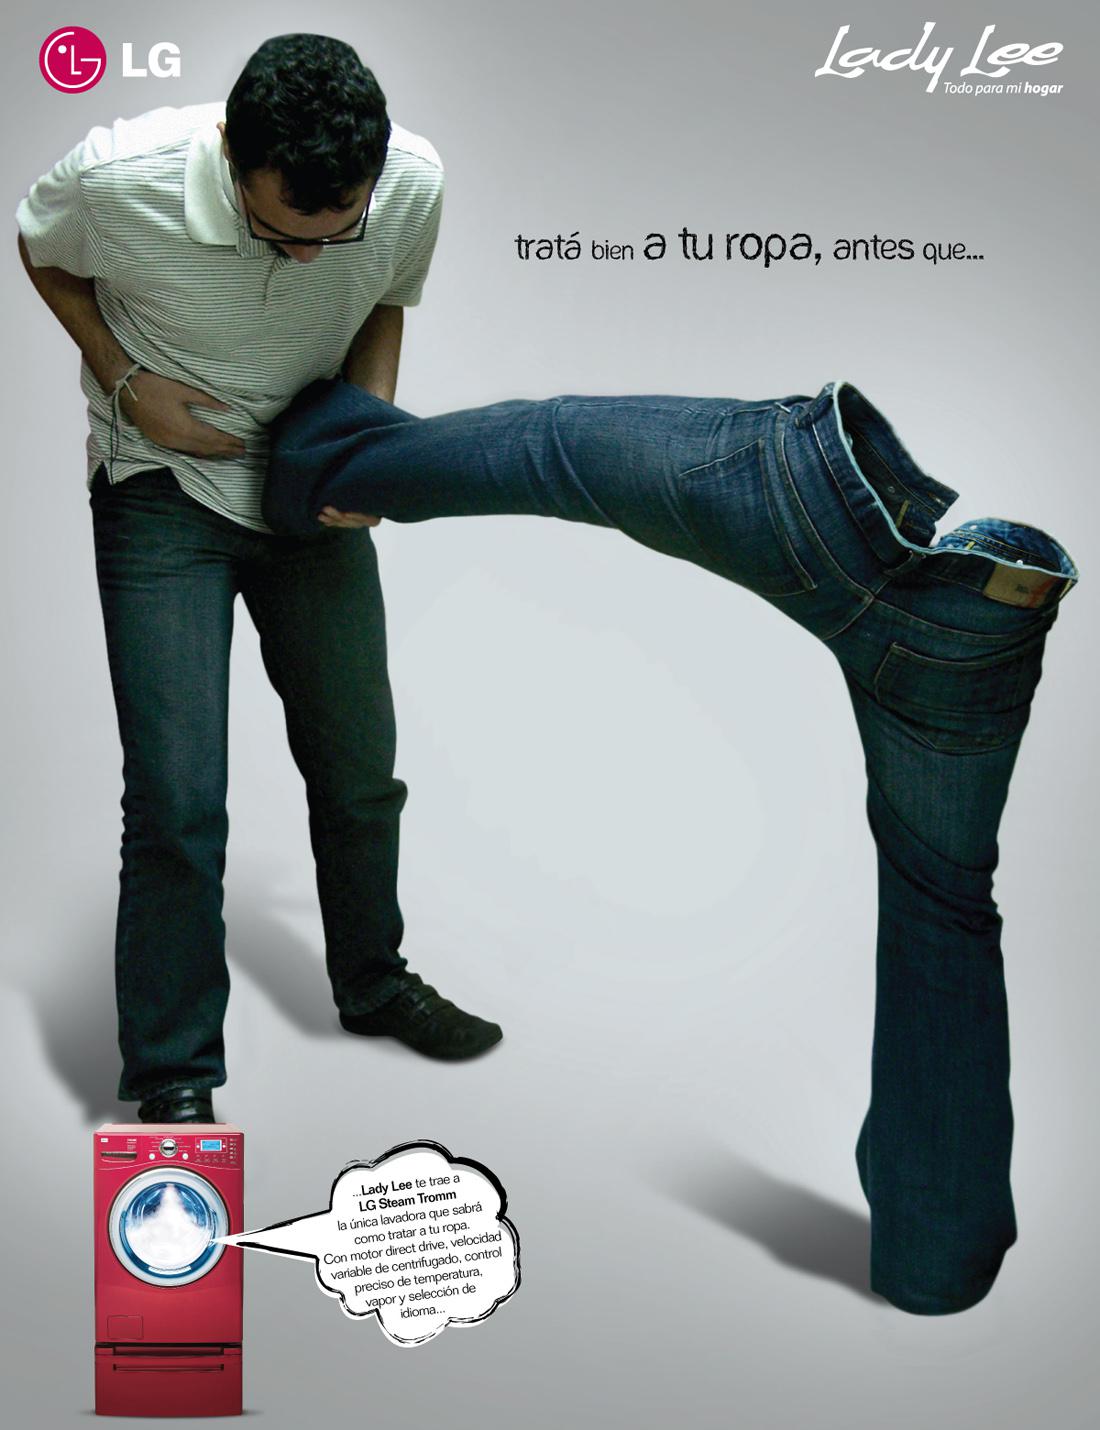 LG
Lady Lee
Todo para mi hogar
tratá bien a tu ropa, antes que...
...Lady Lee te trae a
LG Steam Tromm
la única lavadora que sabrá
como tratar a tu ropa.
Con motor direct drive, velocidad
variable de centrifugado, control
preciso de temperatura,
vapor y selección de
idioma...